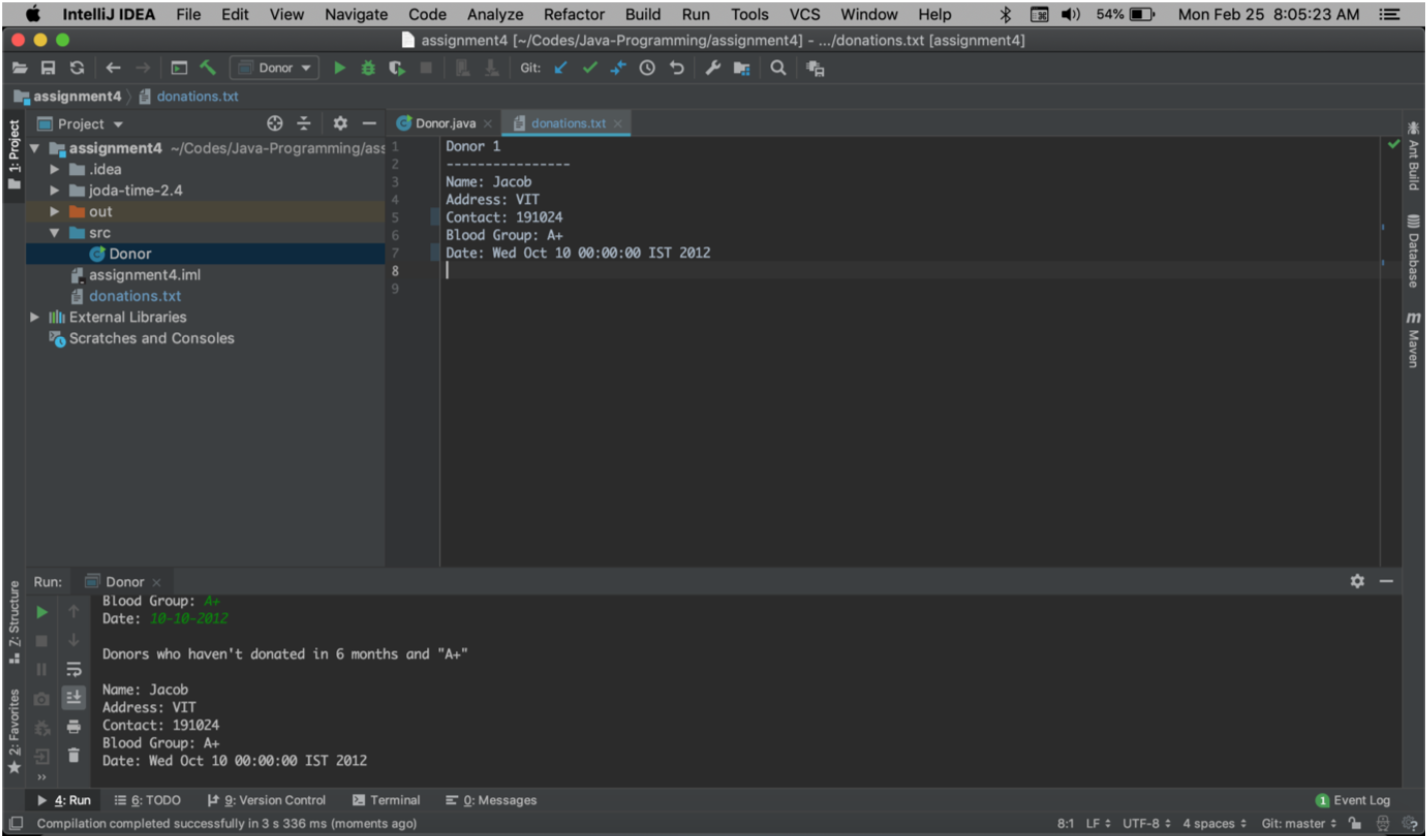 IntelliJ IDEA File Edit View Navigate Code Analyze Refactor Build Run Tools VCS Window Help 54% Mon Feb 25 8:05:23 AM
assignment4 [~/Codes/Java-Programming/assignment4] - .../donations.txt [assignment4]
Donor Git:
assignment4 donations.txt
1: Project
Project
assignment4 ~/Codes/Java-Programming/ass
.idea
joda-time-2.4
out
src
Donor
assignment4.iml
donations.txt
External Libraries
Scratches and Consoles
Donor.java donations.txt
1 Donor 1
2 ----------------
3 Name: Jacob
4 Address: VIT
5 Contact: 191024
6 Blood Group: A+
7 Date: Wed Oct 10 00:00:00 IST 2012
8
9
Ant Build
Database
m Maven
Z: Structure
2: Favorites
Run: Donor
Blood Group: A+
Date: 10-10-2012
Donors who haven't donated in 6 months and "A+"
Name: Jacob
Address: VIT
Contact: 191024
Blood Group: A+
Date: Wed Oct 10 00:00:00 IST 2012
4: Run 6: TODO 9: Version Control Terminal 0: Messages 1 Event Log
Compilation completed successfully in 3 s 336 ms (moments ago) 8:1 LF UTF-8 4 spaces Git: master